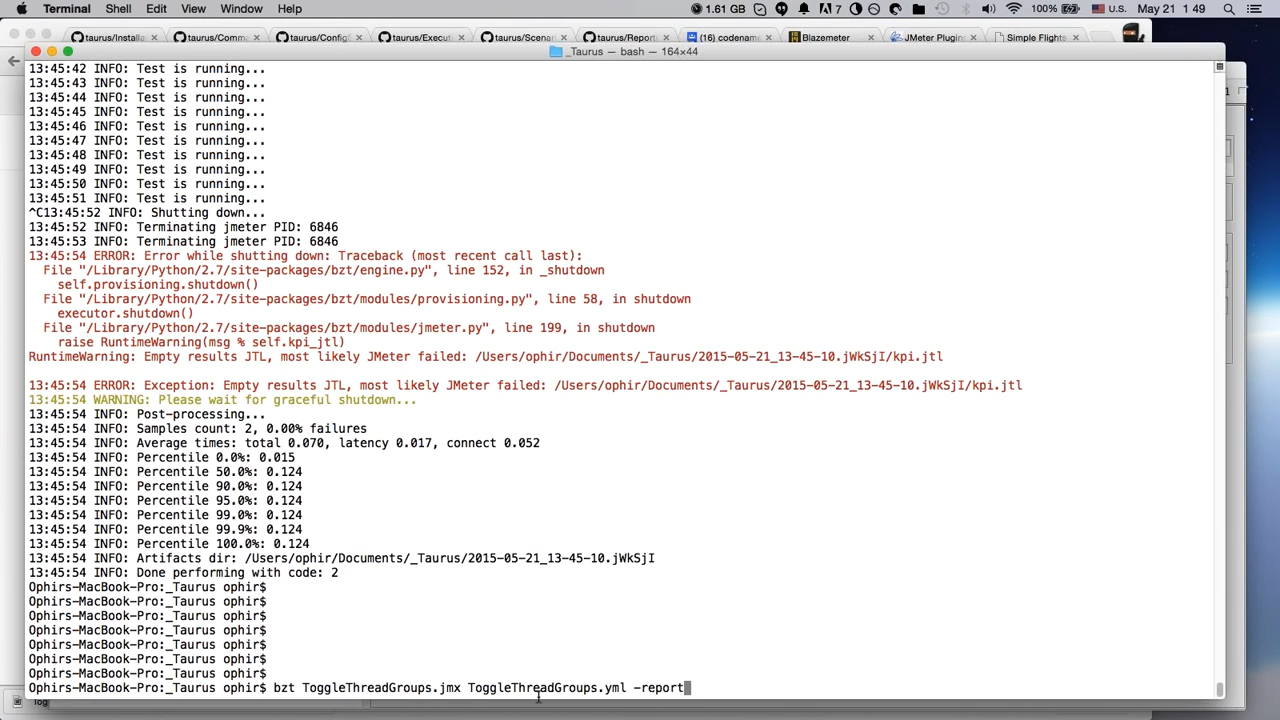 Terminal Shell Edit View Window Help 1.61 GB 7 100% U.S. May 21 1 49
taurus/Installa taurus/Comma taurus/Config taurus/Executi taurus/Scenar taurus/Report (16) codename Blazemeter JMeter Plugins Simple Flights
_Taurus — bash — 164×44
13:45:42 INFO: Test is running...
13:45:43 INFO: Test is running...
13:45:44 INFO: Test is running...
13:45:45 INFO: Test is running...
13:45:46 INFO: Test is running...
13:45:47 INFO: Test is running...
13:45:48 INFO: Test is running...
13:45:49 INFO: Test is running...
13:45:50 INFO: Test is running...
13:45:51 INFO: Test is running...
^C13:45:52 INFO: Shutting down...
13:45:52 INFO: Terminating jmeter PID: 6846
13:45:53 INFO: Terminating jmeter PID: 6846
13:45:54 ERROR: Error while shutting down: Traceback (most recent call last):
File "/Library/Python/2.7/site-packages/bzt/engine.py", line 152, in _shutdown
self.provisioning.shutdown()
File "/Library/Python/2.7/site-packages/bzt/modules/provisioning.py", line 58, in shutdown
executor.shutdown()
File "/Library/Python/2.7/site-packages/bzt/modules/jmeter.py", line 199, in shutdown
raise RuntimeWarning(msg % self.kpi_jtl)
RuntimeWarning: Empty results JTL, most likely JMeter failed: /Users/ophir/Documents/_Taurus/2015-05-21_13-45-10.jWkSjI/kpi.jtl
13:45:54 ERROR: Exception: Empty results JTL, most likely JMeter failed: /Users/ophir/Documents/_Taurus/2015-05-21_13-45-10.jWkSjI/kpi.jtl
13:45:54 WARNING: Please wait for graceful shutdown...
13:45:54 INFO: Post-processing...
13:45:54 INFO: Samples count: 2, 0.00% failures
13:45:54 INFO: Average times: total 0.070, latency 0.017, connect 0.052
13:45:54 INFO: Percentile 0.0%: 0.015
13:45:54 INFO: Percentile 50.0%: 0.124
13:45:54 INFO: Percentile 90.0%: 0.124
13:45:54 INFO: Percentile 95.0%: 0.124
13:45:54 INFO: Percentile 99.0%: 0.124
13:45:54 INFO: Percentile 99.9%: 0.124
13:45:54 INFO: Percentile 100.0%: 0.124
13:45:54 INFO: Artifacts dir: /Users/ophir/Documents/_Taurus/2015-05-21_13-45-10.jWkSjI
13:45:54 INFO: Done performing with code: 2
Ophirs-MacBook-Pro:_Taurus ophir$
Ophirs-MacBook-Pro:_Taurus ophir$
Ophirs-MacBook-Pro:_Taurus ophir$
Ophirs-MacBook-Pro:_Taurus ophir$
Ophirs-MacBook-Pro:_Taurus ophir$
Ophirs-MacBook-Pro:_Taurus ophir$
Ophirs-MacBook-Pro:_Taurus ophir$
Ophirs-MacBook-Pro:_Taurus ophir$ bzt ToggleThreadGroups.jmx ToggleThreadGroups.yml -report